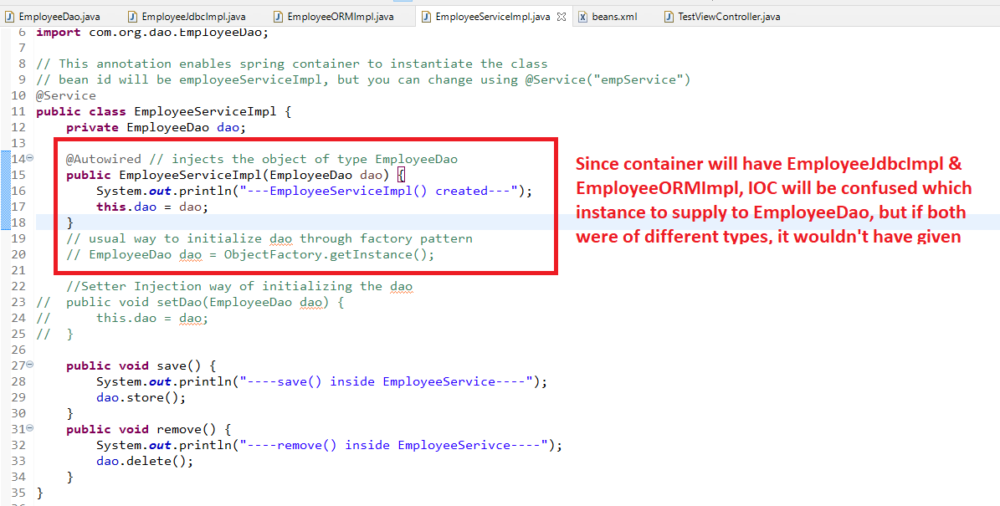 EmployeeDao.java EmployeeJdbcImpl.java EmployeeORMImpl.java EmployeeServiceImpl.java beans.xml TestViewController.java
6 import com.org.dao.EmployeeDao;
7
8 // This annotation enables spring container to instantiate the class
9 // bean id will be employeeServiceImpl, but you can change using @Service("empService")
10 @Service
11 public class EmployeeServiceImpl {
12 private EmployeeDao dao;
13
14 @Autowired // injects the object of type EmployeeDao
15 public EmployeeServiceImpl(EmployeeDao dao) {
16 System.out.println("---EmployeeServiceImpl() created---");
17 this.dao = dao;
18 }
19 // usual way to initialize dao through factory pattern
20 // EmployeeDao dao = ObjectFactory.getInstance();
21
22 //Setter Injection way of initializing the dao
23 // public void setDao(EmployeeDao dao) {
24 // this.dao = dao;
25 // }
26
27 public void save() {
28 System.out.println("----save() inside EmployeeService----");
29 dao.store();
30 }
31 public void remove() {
32 System.out.println("----remove() inside EmployeeSerivce----");
33 dao.delete();
34 }
35 }
Since container will have EmployeeJdbcImpl &
EmployeeORMImpl, IOC will be confused which
instance to supply to EmployeeDao, but if both
were of different types, it wouldn't have given